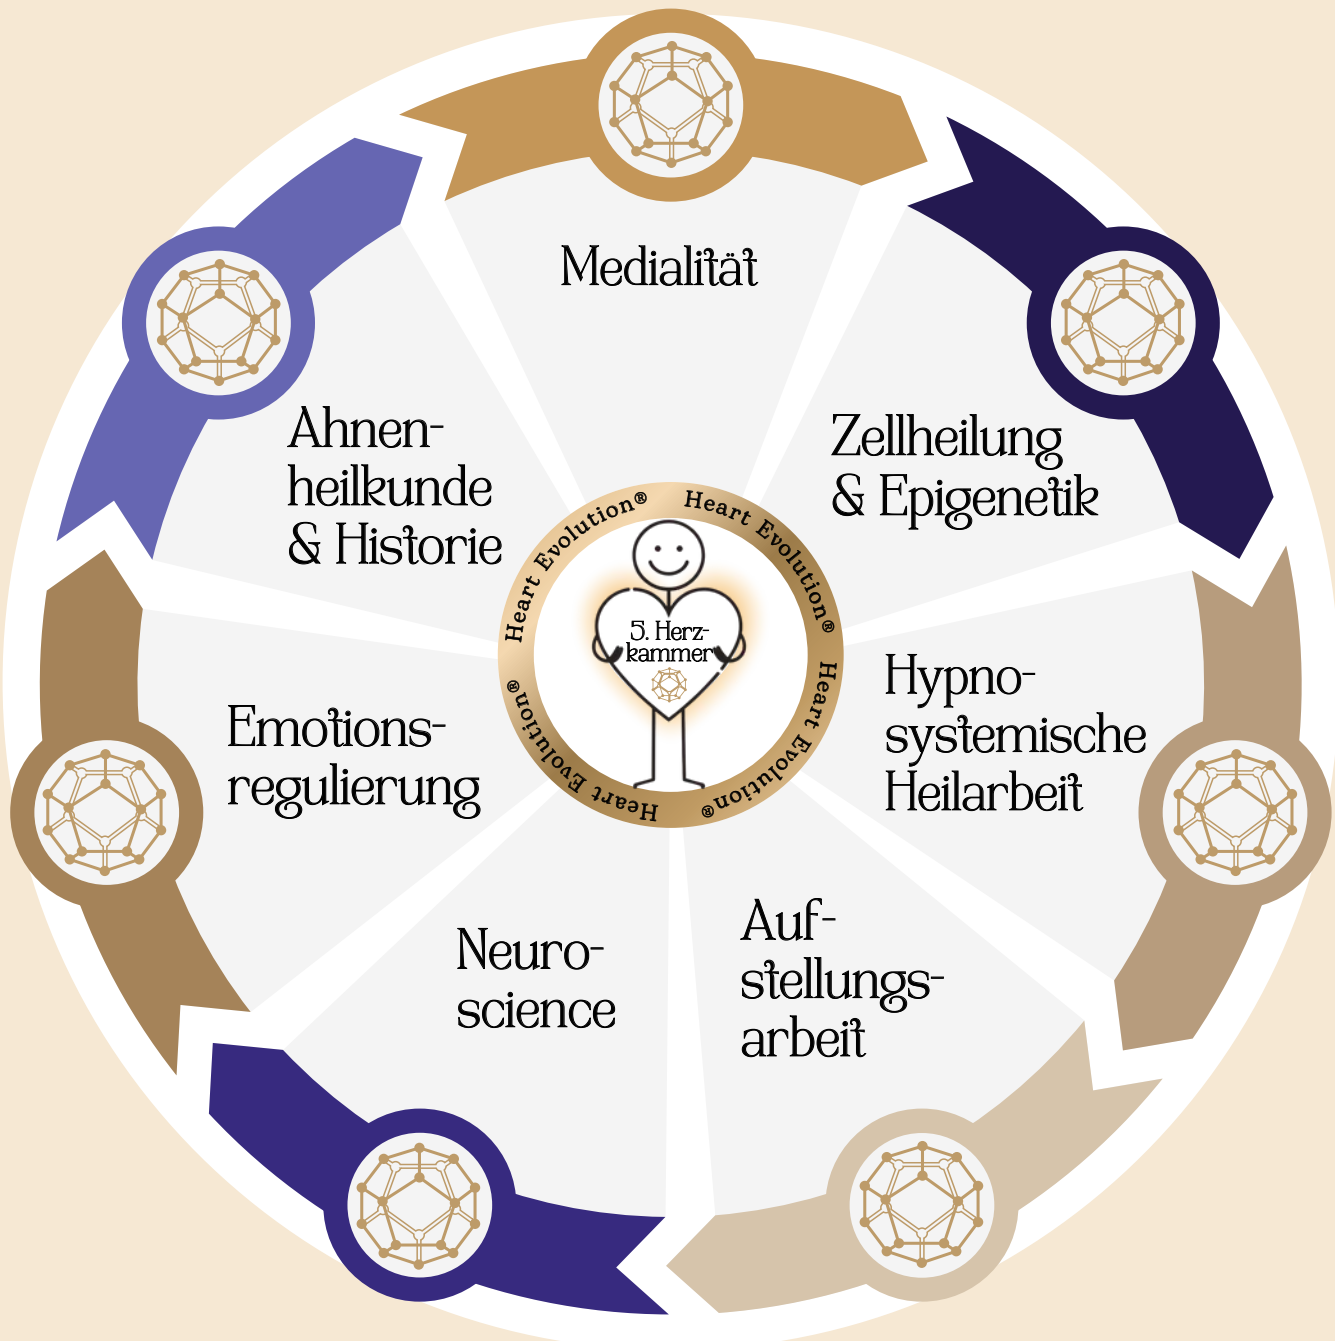 Medialität
Zellheilung
& Epigenetik
Hypno-
systemische
Heilarbeit
Auf-
stellungs-
arbeit
Neuro-
science
Emotions-
regulierung
Ahnen-
heilkunde
& Historie
Heart Evolution®
Heart Evolution®
Heart Evolution®
Heart Evolution®
5. Herz-
kammer